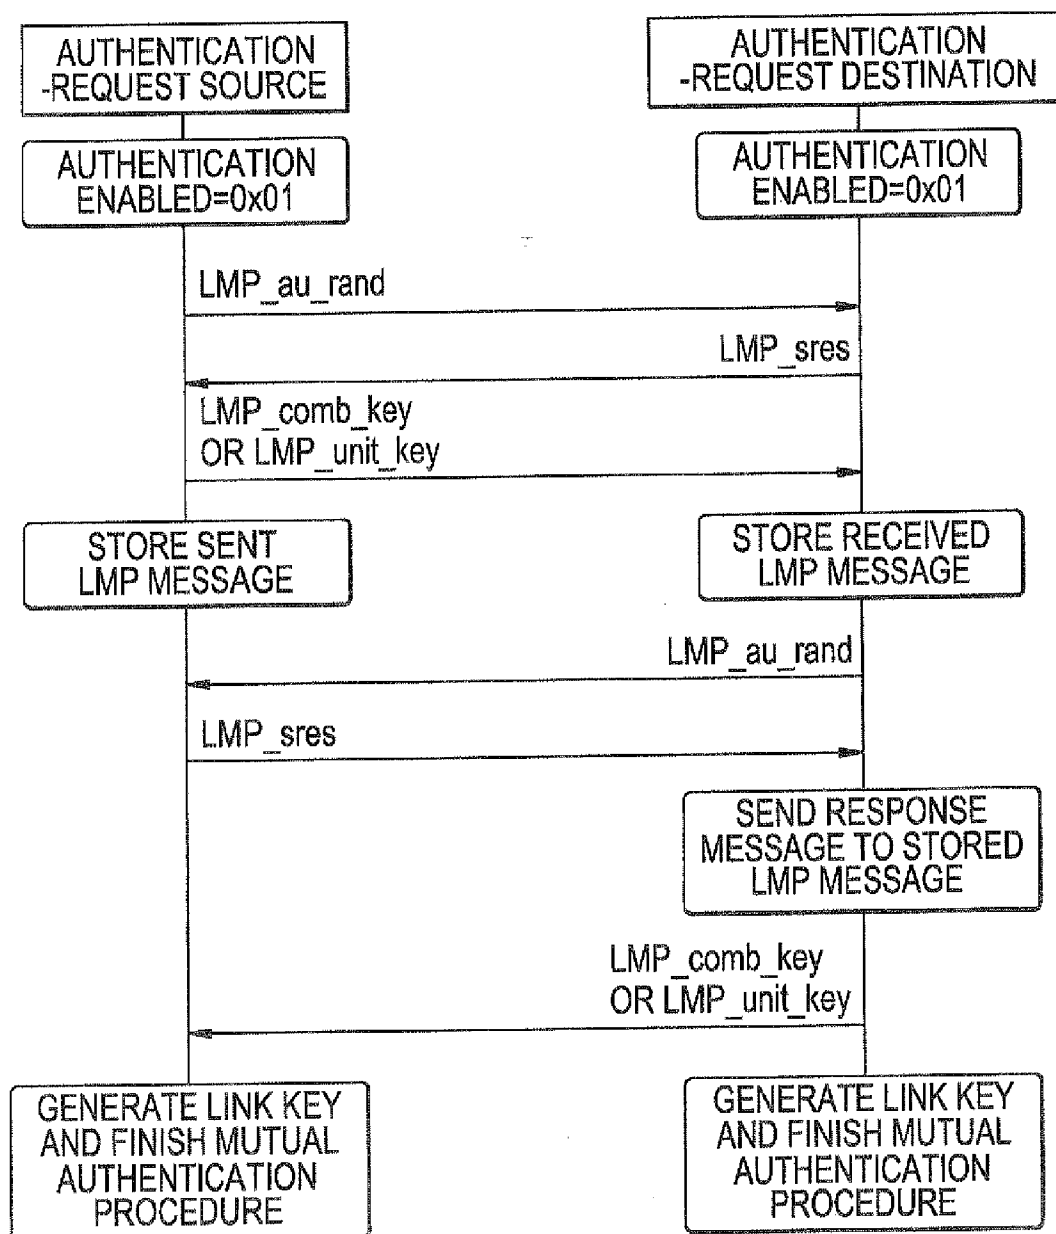 AUTHENTICATION
-REQUEST SOURCE
AUTHENTICATION
-REQUEST DESTINATION
AUTHENTICATION
ENABLED=0x01
AUTHENTICATION
ENABLED=0x01
LMP_au_rand
LMP_sres
LMP_comb_key
OR LMP_unit_key
STORE SENT
LMP MESSAGE
STORE RECEIVED
LMP MESSAGE
LMP_au_rand
LMP_sres
SEND RESPONSE
MESSAGE TO STORED
LMP MESSAGE
LMP_comb_key
OR LMP_unit_key
GENERATE LINK KEY
AND FINISH MUTUAL
AUTHENTICATION
PROCEDURE
GENERATE LINK KEY
AND FINISH MUTUAL
AUTHENTICATION
PROCEDURE